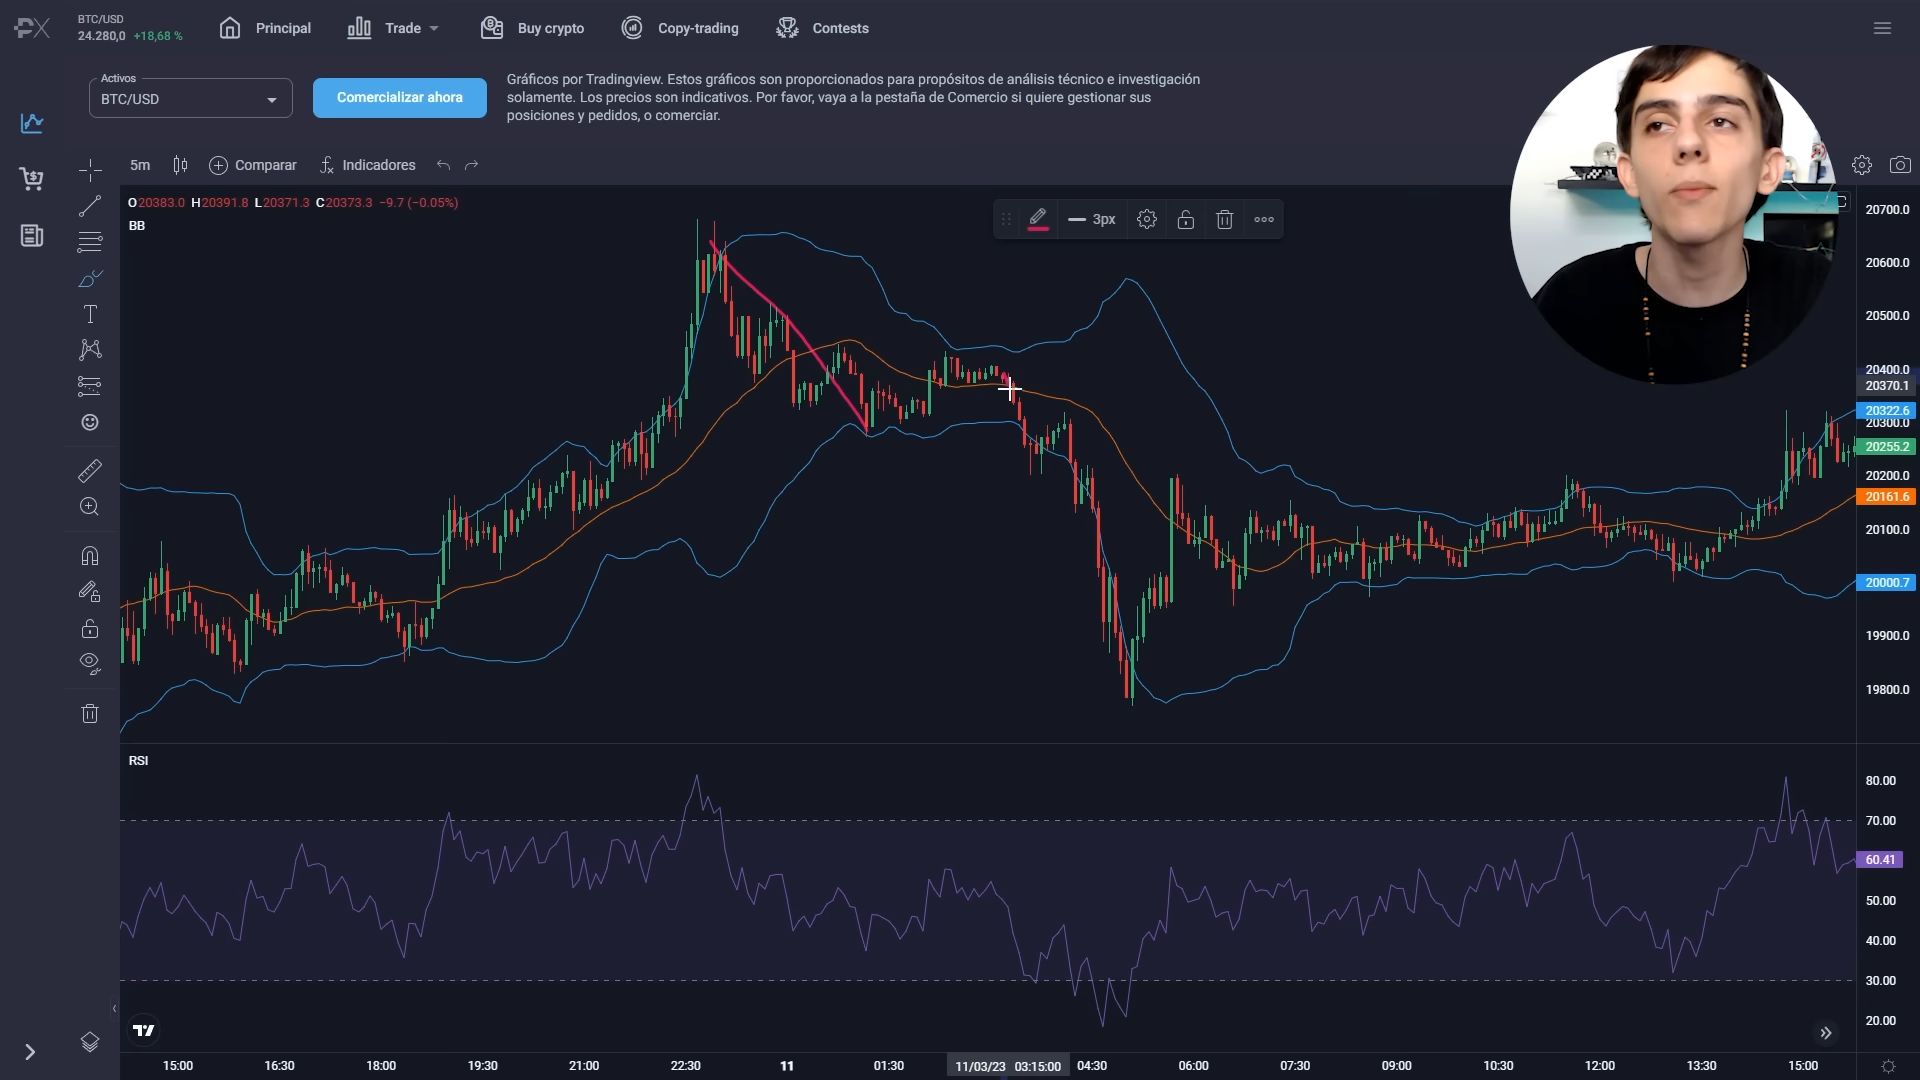 BTC/USD
24.280,0 +18,68 %
Principal
Trade
Buy crypto
Copy-trading
Contests
Activos
BTC/USD
Comercializar ahora
Gráficos por Tradingview. Estos gráficos son proporcionados para propósitos de análisis técnico e investigación
solamente. Los precios son indicativos. Por favor, vaya a la pestaña de Comercio si quiere gestionar sus
posiciones y pedidos, o comerciar.
5m
Comparar
Indicadores
O20383.0 H20391.8 L20371.3 C20373.3 −9.7 (−0.05%)
BB
3px
20700.0
20600.0
20500.0
20400.0
20370.1
20322.6
20300.0
20255.2
20200.0
20161.6
20100.0
20000.7
19900.0
19800.0
RSI
80.00
70.00
60.41
50.00
40.00
30.00
20.00
15:00
16:30
18:00
19:30
21:00
22:30
11
01:30
11/03/23 03:15:00
04:30
06:00
07:30
09:00
10:30
12:00
13:30
15:00